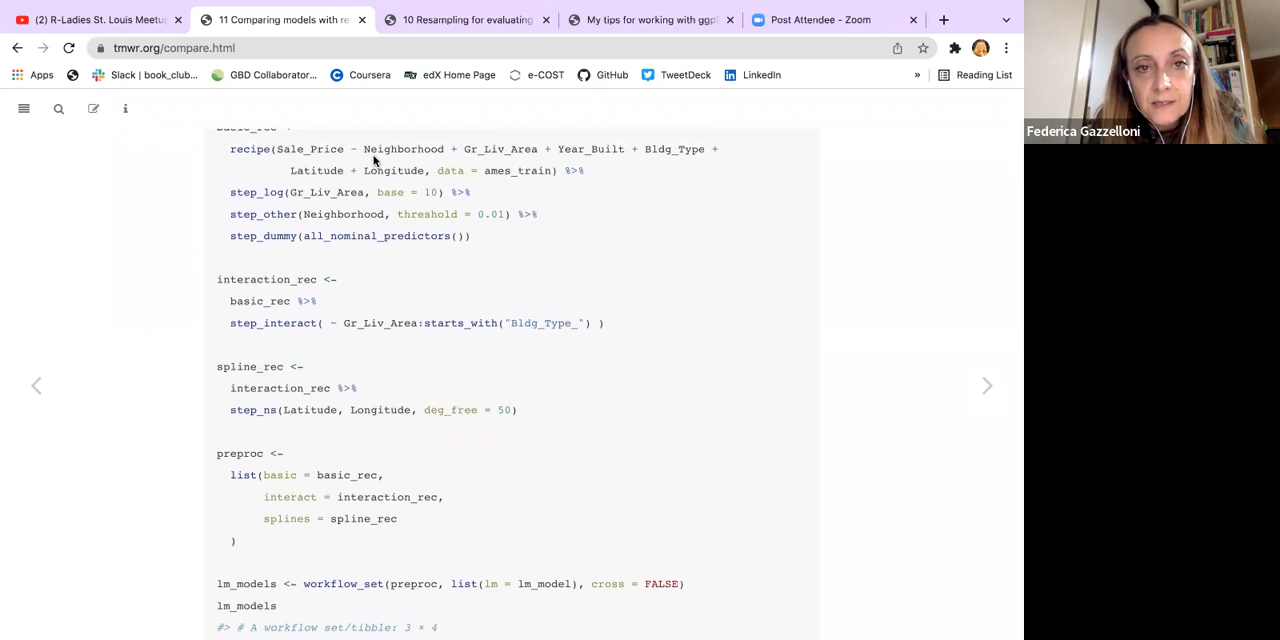 (2) R-Ladies St. Louis Meetu
11 Comparing models with re
10 Resampling for evaluating
My tips for working with ggpl
Post Attendee - Zoom
tmwr.org/compare.html
Apps
Slack | book_club...
GBD Collaborator...
Coursera
edX Home Page
e-COST
GitHub
TweetDeck
LinkedIn
»
Reading List
Federica Gazzelloni
basic_rec <-
recipe(Sale_Price ~ Neighborhood + Gr_Liv_Area + Year_Built + Bldg_Type +
Latitude + Longitude, data = ames_train) %>%
step_log(Gr_Liv_Area, base = 10) %>%
step_other(Neighborhood, threshold = 0.01) %>%
step_dummy(all_nominal_predictors())
interaction_rec <-
basic_rec %>%
step_interact( ~ Gr_Liv_Area:starts_with("Bldg_Type_") )
spline_rec <-
interaction_rec %>%
step_ns(Latitude, Longitude, deg_free = 50)
preproc <-
list(basic = basic_rec,
interact = interaction_rec,
splines = spline_rec
)
lm_models <- workflow_set(preproc, list(lm = lm_model), cross = FALSE)
lm_models
#> # A workflow set/tibble: 3 × 4